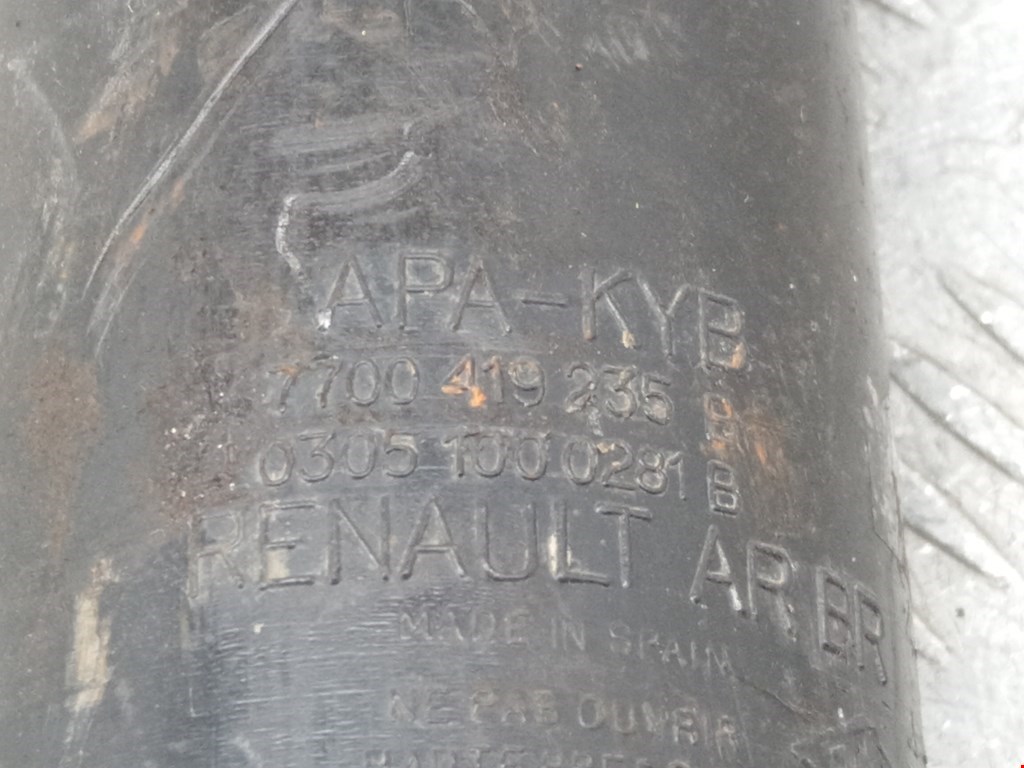 APA-KYB
7700 419 235 B
0305 100 0281 B
RENAULT AR BR
MADE IN SPAIN
NE PAS OUVRIR